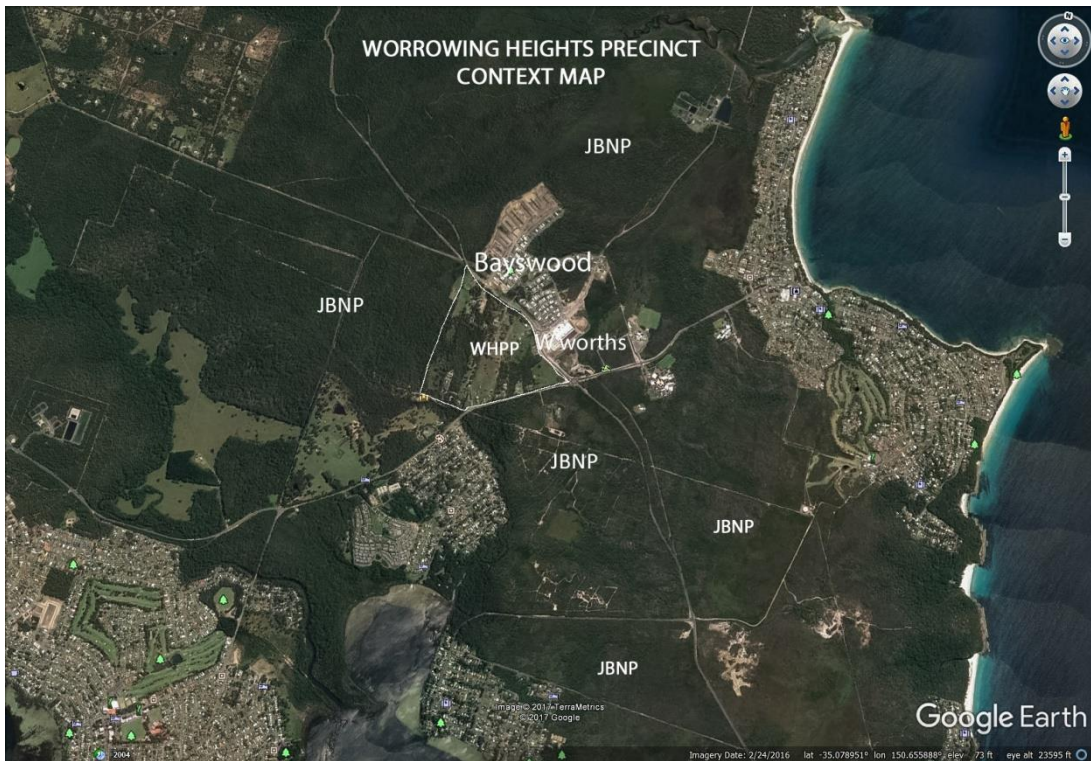 WORROWING HEIGHTS PRECINCT
CONTEXT MAP
N
JBNP
Bayswood
JBNP
WHPP
W.worths
JBNP
JBNP
JBNP
Image © 2017 TerraMetrics
© 2017 Google
Google Earth
2004
Imagery Date: 2/24/2016 lat -35.078951° lon 150.655888° elev 73 ft eye alt 23595 ft